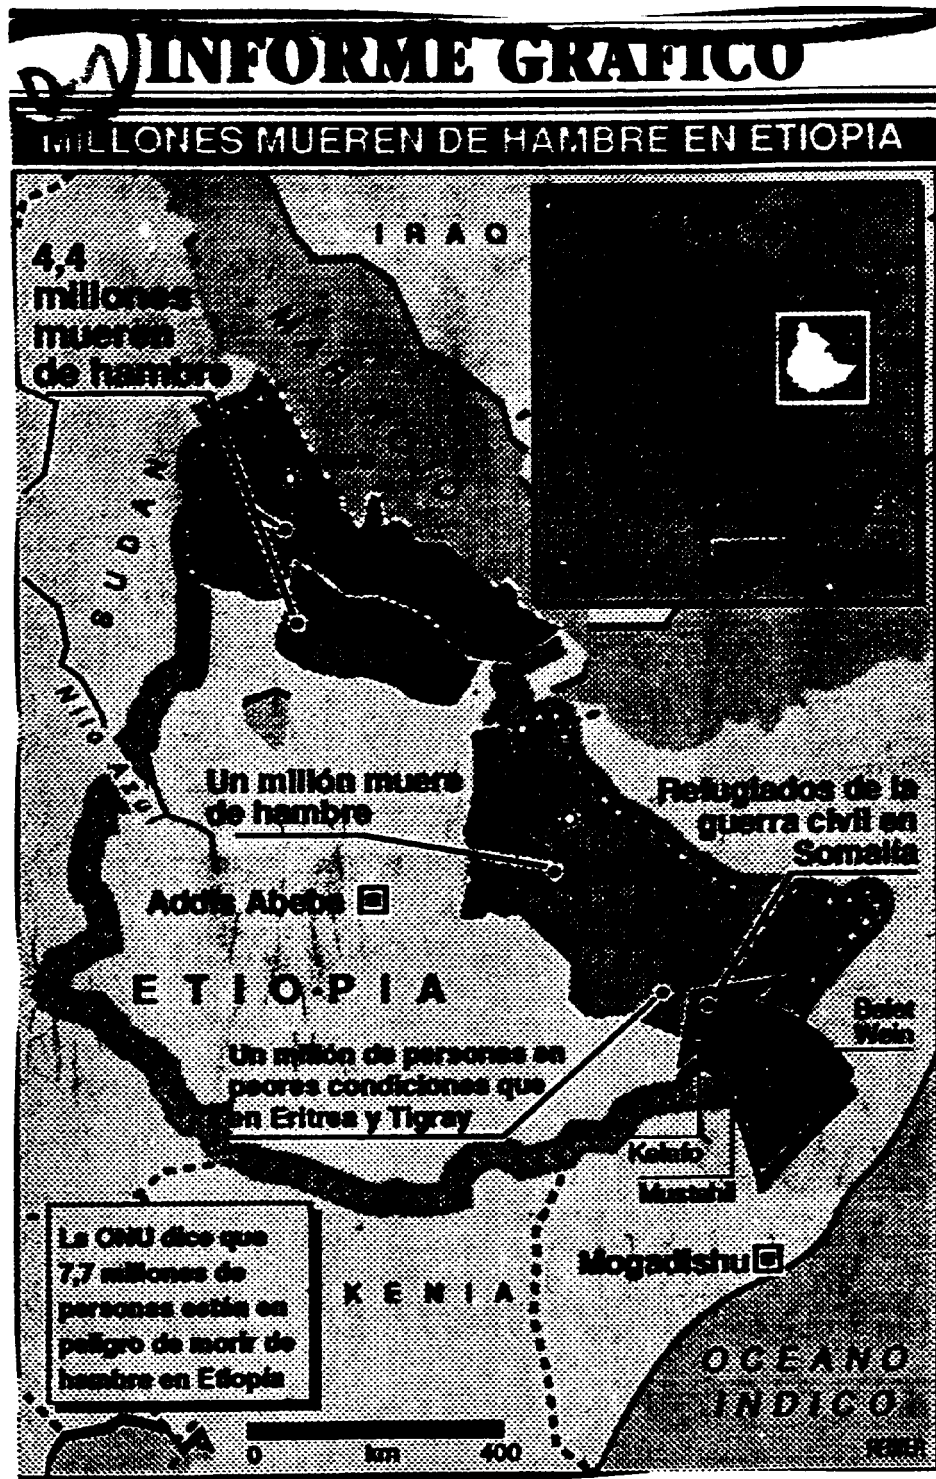 INFORME GRAFICO
MILLONES MUEREN DE HAMBRE EN ETIOPIA
IRAQ
4,4
millones
mueren
de hambre
SUDAN
Nilo Azul
Un millón muere
de hambre
Refugiados de la
guerra civil en
Somalía
Addis Abeba
ETIOPIA
Belet
Wein
Un millón de personas en
peores condiciones que
en Eritrea y Tigray
Kelafo
Mustahil
La ONU dice que
7,7 millones de
personas están en
peligro de morir de
hambre en Etiopía
Mogadishu
KENIA
OCEANO
INDICO
0 km 400